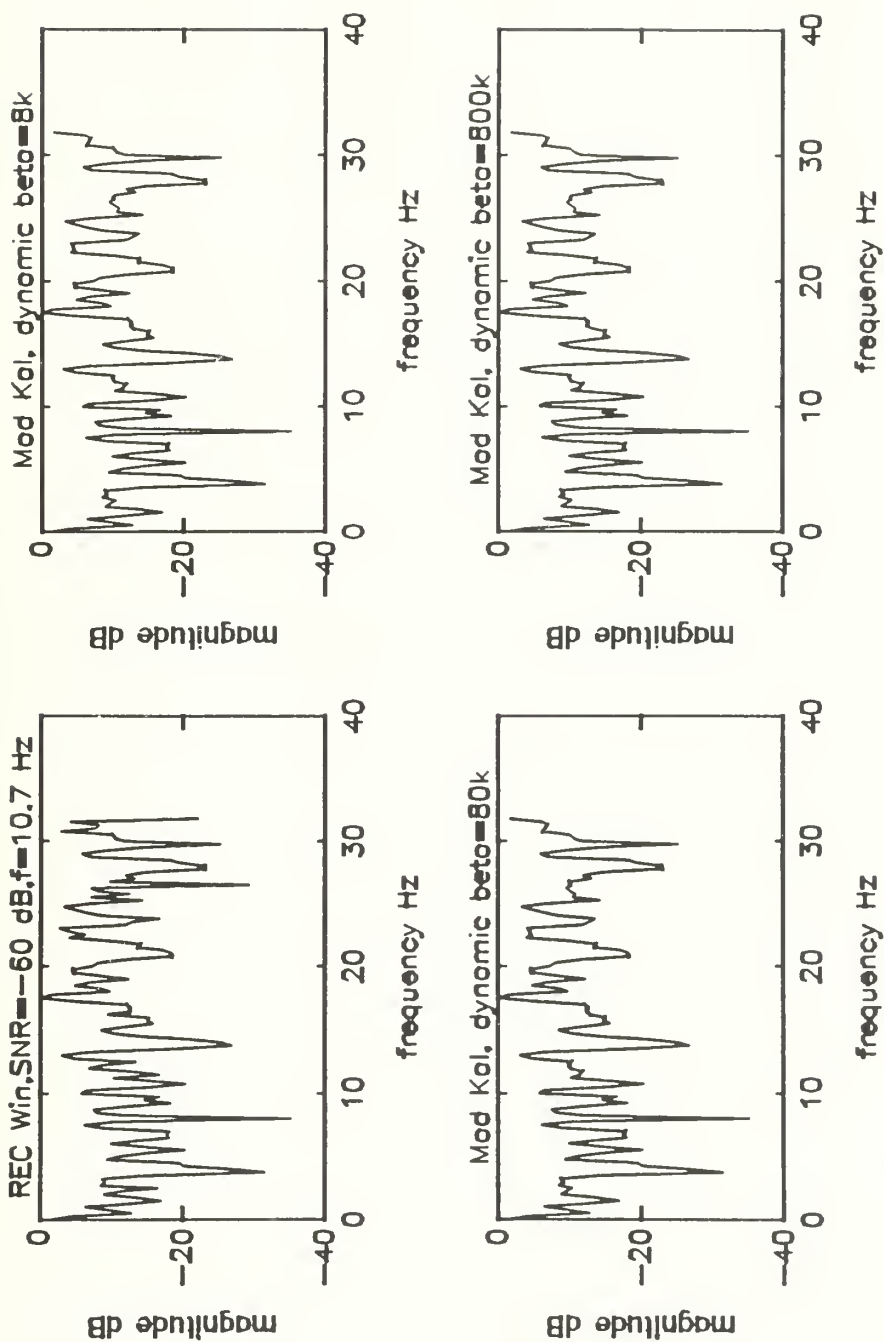 REC Win,SNR=-60 dB,f=10.7 Hz
0
-20
-40
magnitude dB
0 10 20 30 40
frequency Hz
Mod Kal, dynamic beta=8k
0
-20
-40
magnitude dB
0 10 20 30 40
frequency Hz
Mod Kal, dynamic beta=80k
0
-20
-40
magnitude dB
0 10 20 30 40
frequency Hz
Mod Kal, dynamic beta=800k
0
-20
-40
magnitude dB
0 10 20 30 40
frequency Hz